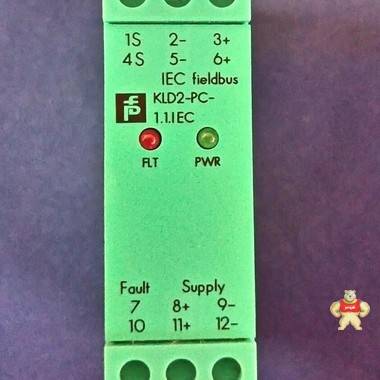 1S 2- 3+
4S 5- 6+
IEC fieldbus
KLD2-PC-
1.1.IEC
FLT PWR
Fault Supply
7 8+ 9-
10 11+ 12-